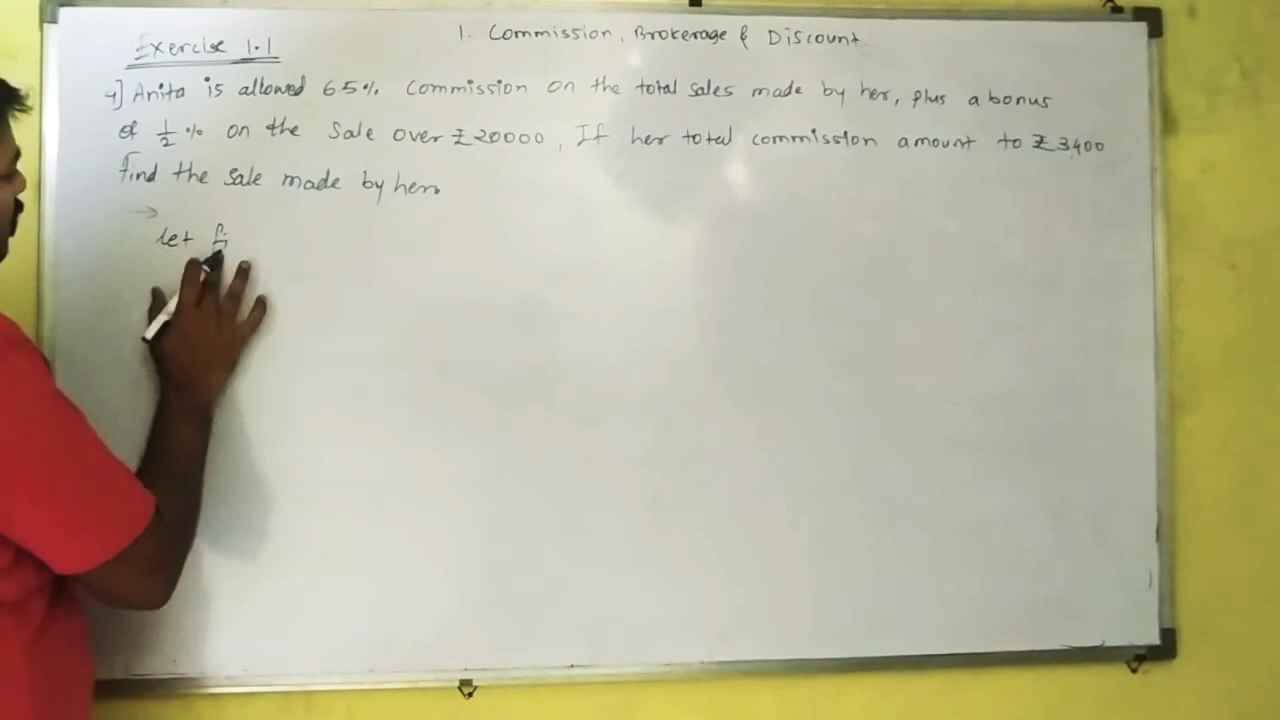 1. Commission, Brokerage & Discount
Exercise 1.1
4] Anita is allowed 6.5% commission on the total sales made by her, plus a bonus
of ½% on the Sale over ₹20000, If her total commission amount to ₹3,400
Find the Sale made by her.
→
let